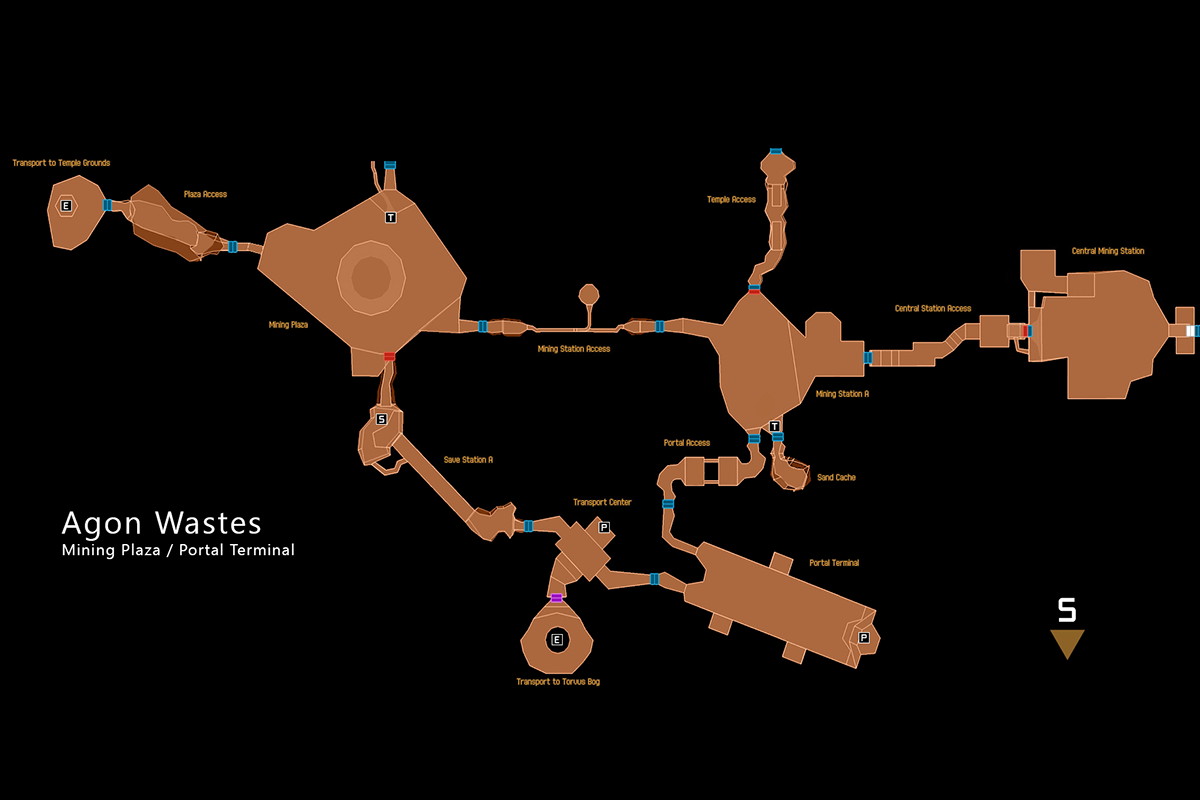 Transport to Temple Grounds
E
Plaza Access
T
Temple Access
Mining Plaza
Mining Station Access
Central Station Access
Central Mining Station
Mining Station A
S
Save Station A
T
Portal Access
Sand Cache
Agon Wastes
Mining Plaza / Portal Terminal
Transport Center
P
Portal Terminal
P
E
Transport to Torvus Bog
S